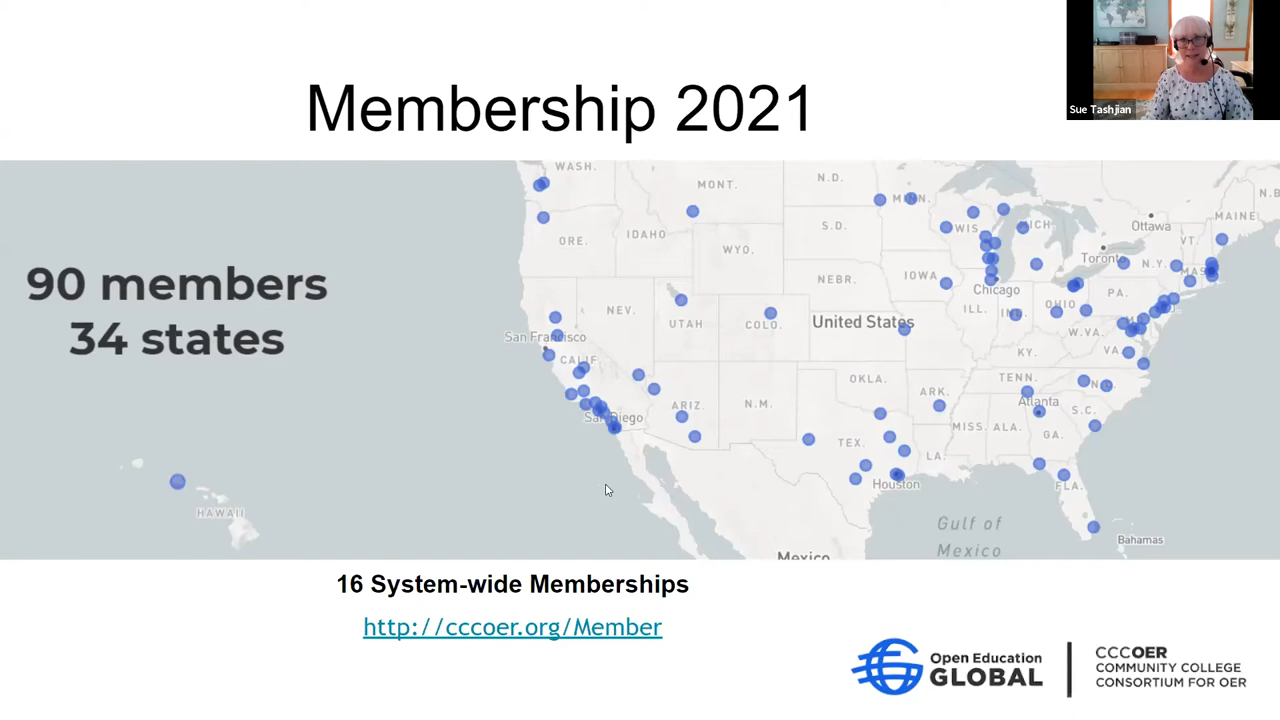 Membership 2021
Sue Tashjian
90 members
34 states
WASH.
MONT.
N.D.
MINN.
ORE.
IDAHO
S.D.
WIS
MICH.
Ottawa
MAINE
N.B
VT.
WYO.
Toronto
N.Y.
MASS
NEBR.
IOWA
Chicago
NEV.
UTAH
COLO.
United States
ILL.
IND.
OHIO
PA.
San Francisco
CALIF
W.VA.
KY.
VA.
San Diego
ARIZ.
N.M.
OKLA.
ARK.
TENN.
N.C.
Atlanta
S.C.
MISS.
ALA.
GA.
TEX.
LA.
Houston
FLA.
HAWAII
Gulf of
Mexico
Bahamas
Mexico
16 System-wide Memberships
http://cccoer.org/Member
Open Education
GLOBAL
CCCOER
COMMUNITY COLLEGE
CONSORTIUM FOR OER